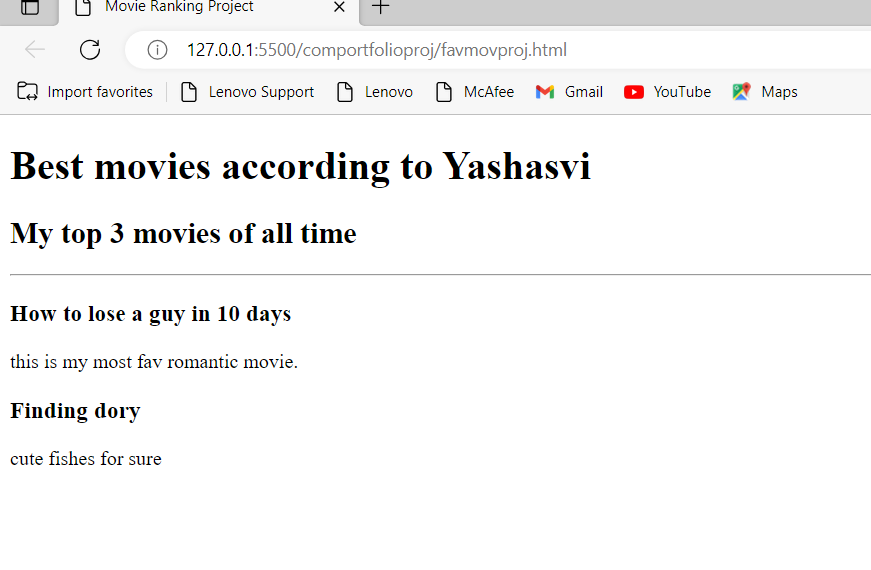 Movie Ranking Project
127.0.0.1:5500/comportfolioproj/favmovproj.html
Import favorites Lenovo Support Lenovo McAfee Gmail YouTube Maps
Best movies according to Yashasvi
My top 3 movies of all time
How to lose a guy in 10 days
this is my most fav romantic movie.
Finding dory
cute fishes for sure